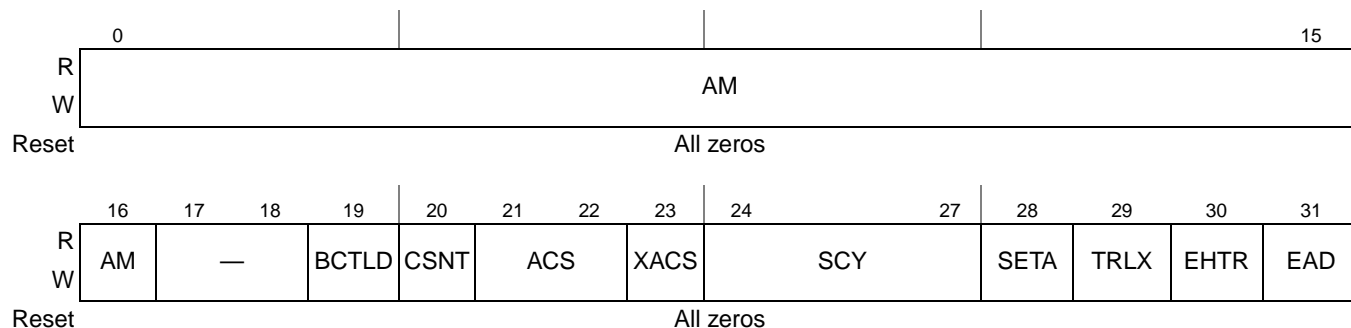 0 15
R
AM
W
Reset All zeros
16 17 18 19 20 21 22 23 24 27 28 29 30 31
R
AM — BCTLD CSNT ACS XACS SCY SETA TRLX EHTR EAD
W
Reset All zeros